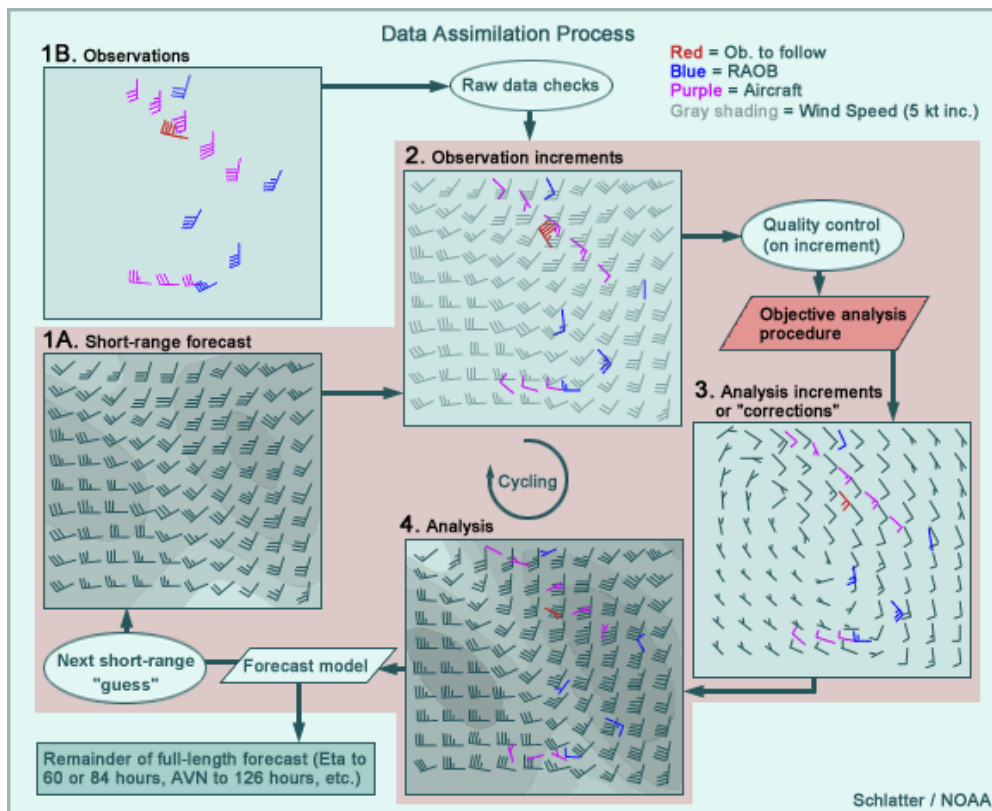 Data Assimilation Process
1B. Observations
Raw data checks
Red = Ob. to follow
Blue = RAOB
Purple = Aircraft
Gray shading = Wind Speed (5 kt inc.)
2. Observation increments
Quality control
(on increment)
Objective analysis
procedure
1A. Short-range forecast
3. Analysis increments
or "corrections"
Cycling
4. Analysis
Next short-range
"guess"
Forecast model
Remainder of full-length forecast (Eta to
60 or 84 hours, AVN to 126 hours, etc.)
Schlatter / NOAA